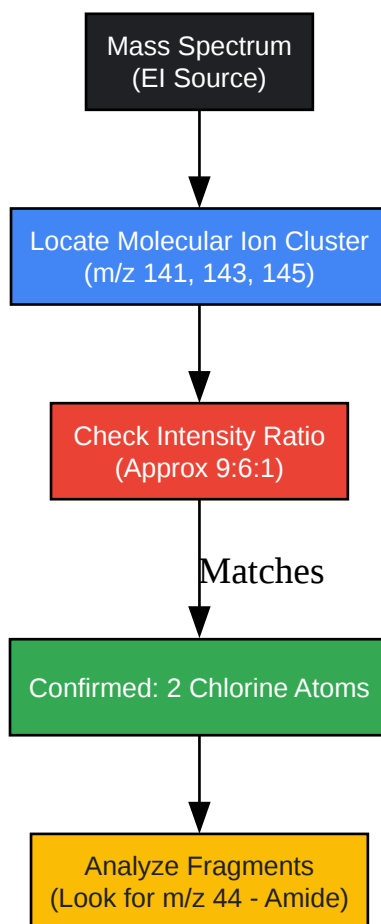 Mass Spectrum
(EI Source)
Locate Molecular Ion Cluster
(m/z 141, 143, 145)
Check Intensity Ratio
(Approx 9:6:1)
Matches
Confirmed: 2 Chlorine Atoms
Analyze Fragments
(Look for m/z 44 - Amide)